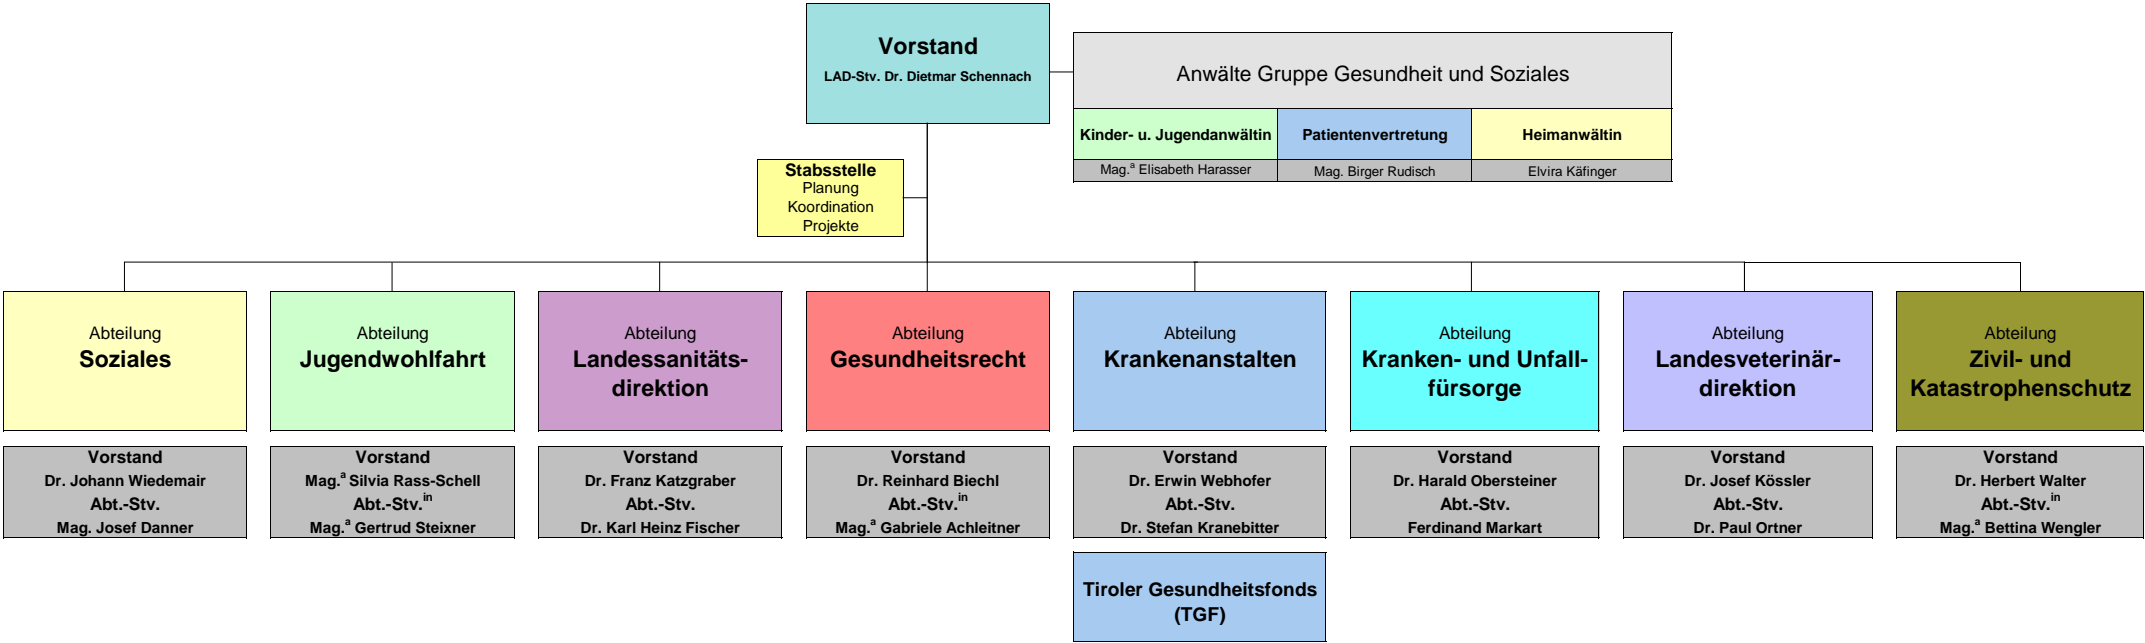 Vorstand
LAD-Stv. Dr. Dietmar Schennach
Anwälte Gruppe Gesundheit und Soziales
Kinder- u. Jugendanwältin
Patientenvertretung
Heimanwältin
Mag.ª Elisabeth Harasser
Mag. Birger Rudisch
Elvira Käfinger
Stabsstelle
Planung
Koordination
Projekte
Abteilung
Soziales
Abteilung
Jugendwohlfahrt
Abteilung
Landessanitäts-
direktion
Abteilung
Gesundheitsrecht
Abteilung
Krankenanstalten
Abteilung
Kranken- und Unfall-
fürsorge
Abteilung
Landesveterinär-
direktion
Abteilung
Zivil- und
Katastrophenschutz
Vorstand
Dr. Johann Wiedemair
Abt.-Stv.
Mag. Josef Danner
Vorstand
Mag.ª Silvia Rass-Schell
Abt.-Stv.in
Mag.ª Gertrud Steixner
Vorstand
Dr. Franz Katzgraber
Abt.-Stv.
Dr. Karl Heinz Fischer
Vorstand
Dr. Reinhard Biechl
Abt.-Stv.in
Mag.ª Gabriele Achleitner
Vorstand
Dr. Erwin Webhofer
Abt.-Stv.
Dr. Stefan Kranebitter
Vorstand
Dr. Harald Obersteiner
Abt.-Stv.
Ferdinand Markart
Vorstand
Dr. Josef Kössler
Abt.-Stv.
Dr. Paul Ortner
Vorstand
Dr. Herbert Walter
Abt.-Stv.in
Mag.ª Bettina Wengler
Tiroler Gesundheitsfonds
(TGF)